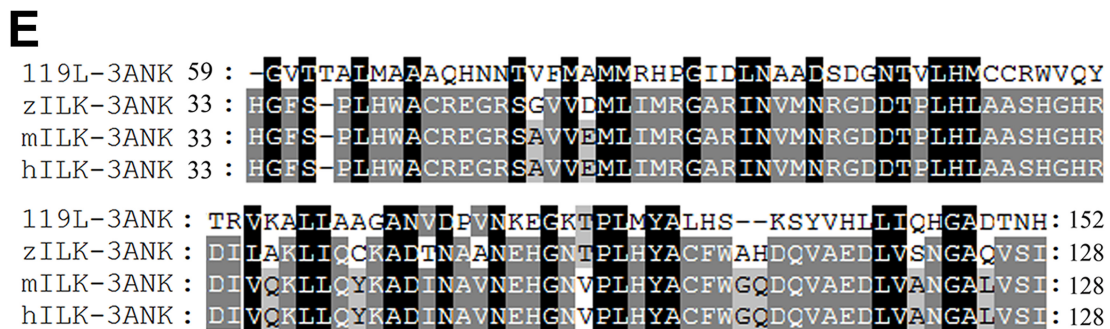 E
119L-3ANK 59 : -GVTTALMAAAQHNNTVFMAMMRHPGIDLNAADSDGNTVLHMCCRWVQY
zILK-3ANK 33 : HGFS-PLHWACREGRSGVVDMLIMRGARINVMNRGDDTPLHLAASHGHR
mILK-3ANK 33 : HGFS-PLHWACREGRSAVVEMLIMRGARINVMNRGDDTPLHLAASHGHR
hILK-3ANK 33 : HGFS-PLHWACREGRSAVVEMLIMRGARINVMNRGDDTPLHLAASHGHR
119L-3ANK : TRVKALLAAGANVDPVNKEGKTPLMYALHS--KSYVHLLIQHGADTNH : 152
zILK-3ANK : DILAKLIQCKADTNAANEHGNTPLHYACFWAHDQVAEDLVSNGAQVSI : 128
mILK-3ANK : DIVQKLLQYKADINAVNEHGNVPLHYACFWGQDQVAEDLVANGALVSI : 128
hILK-3ANK : DIVQKLLQYKADINAVNEHGNVPLHYACFWGQDQVAEDLVANGALVSI : 128